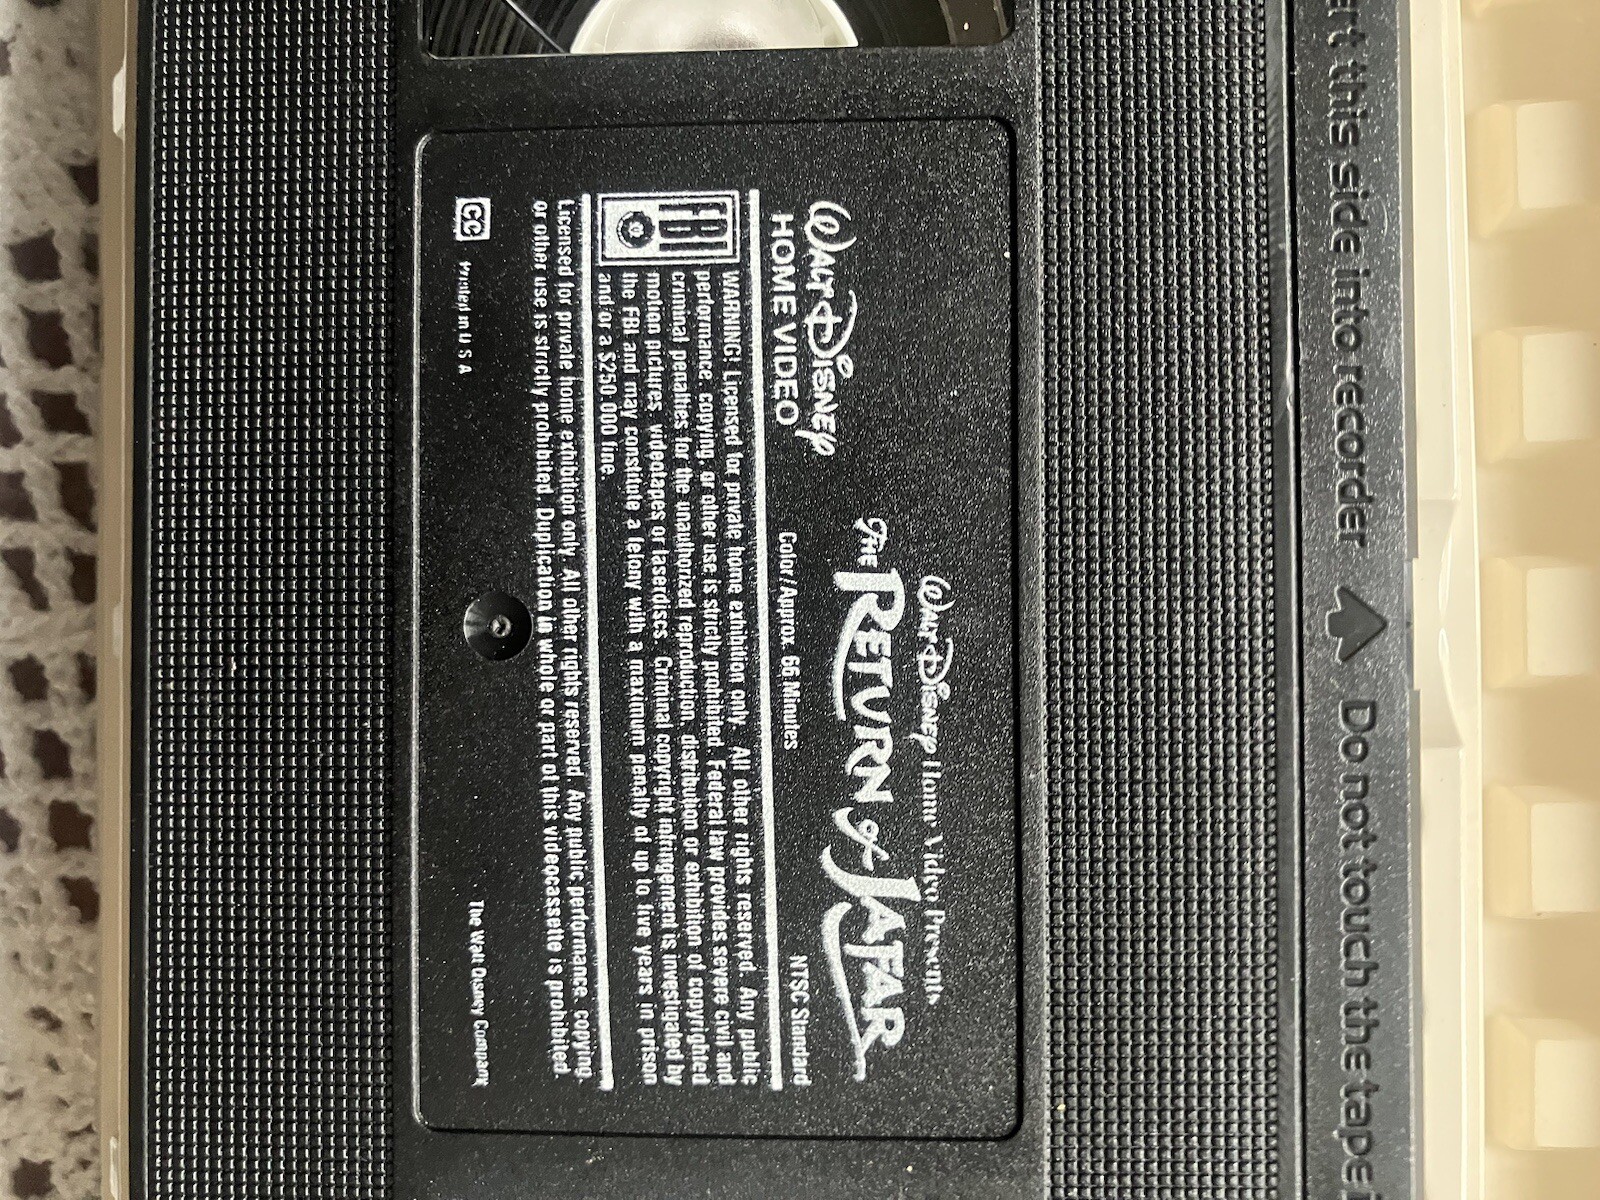 ert this side into recorder Do not touch the tape
Walt Disney Home Video Presents
The RETURN of JAFAR
Walt Disney
HOME VIDEO
Color/Approx. 66 Minutes
NTSC Standard
FBI
WARNING! Licensed for private home exhibition only. All other rights reserved. Any public
performance, copying, or other use is strictly prohibited. Federal law provides severe civil and
criminal penalties for the unauthorized reproduction, distribution or exhibition of copyrighted
motion pictures, videotapes or laserdiscs. Criminal copyright infringement is investigated by
the FBI and may constitute a felony with a maximum penalty of up to five years in prison
and/or a $250,000 fine.
Licensed for private home exhibition only. All other rights reserved. Any public performance, copying,
or other use is strictly prohibited. Duplication in whole or part of this videocassette is prohibited.
CC Printed in U S A
The Walt Disney Company